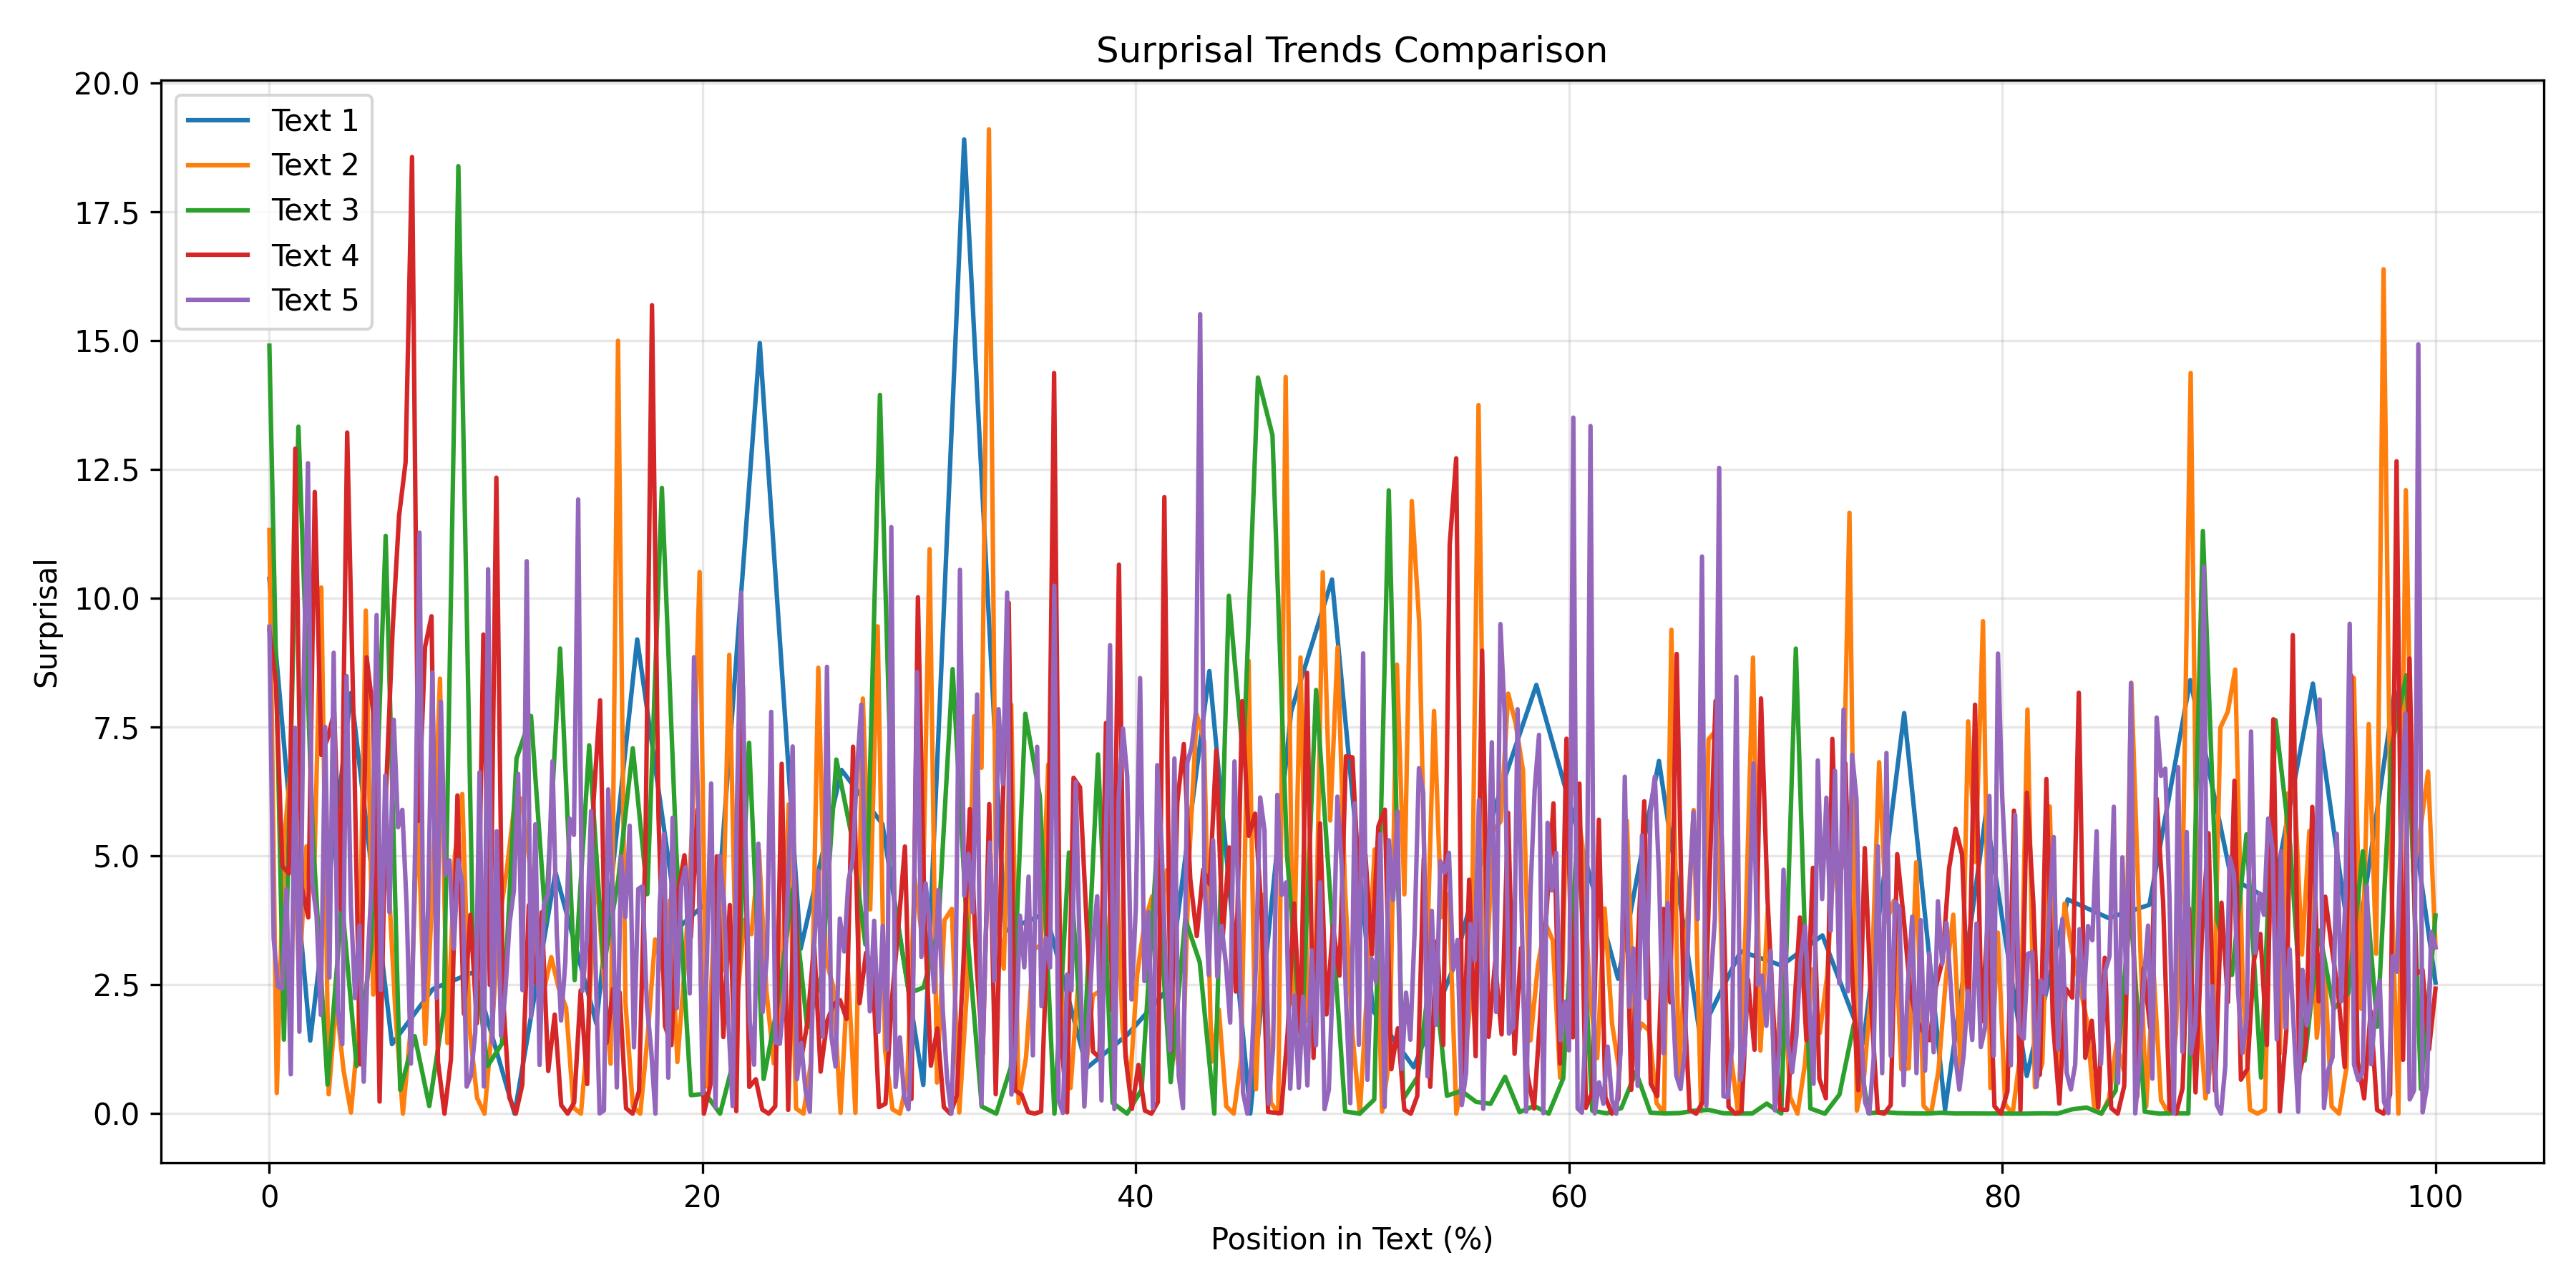 Surprisal Trends Comparison
20.0
17.5
15.0
12.5
10.0
7.5
5.0
2.5
0.0
Surprisal
Text 1
Text 2
Text 3
Text 4
Text 5
0
20
40
60
80
100
Position in Text (%)